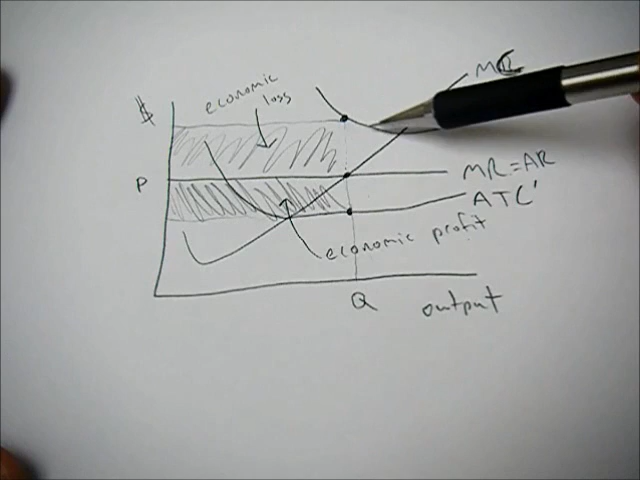 $
economic
loss
MC
P
MR=AR
ATC'
economic profit
Q
output